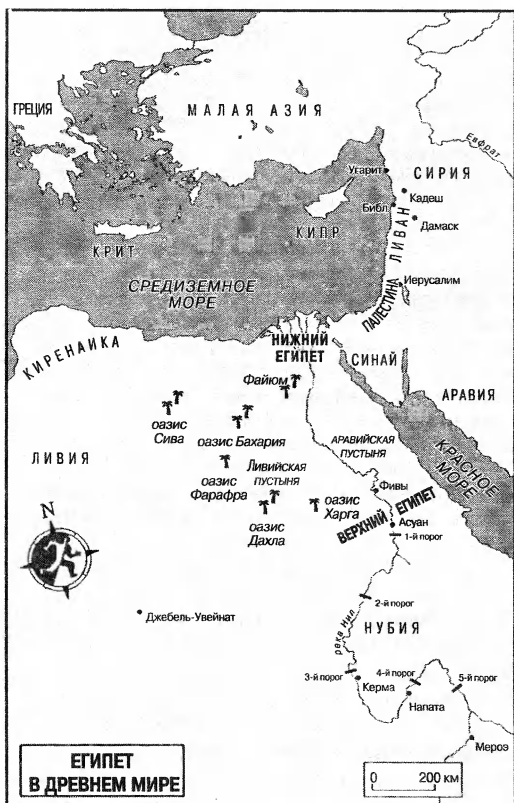 ГРЕЦИЯ
МАЛАЯ АЗИЯ
Евфрат
Угарит
СИРИЯ
Кадеш
Библ
Дамаск
ЛИВАН
КИПР
КРИТ
СРЕДИЗЕМНОЕ
МОРЕ
Иерусалим
ПАЛЕСТИНА
КИРЕНАИКА
НИЖНИЙ
ЕГИПЕТ
СИНАЙ
Файюм
АРАВИЯ
оазис
Сива
оазис Бахария
АРАВИЙСКАЯ
ПУСТЫНЯ
КРАСНОЕ
МОРЕ
ЛИВИЯ
ЛИВИЙСКАЯ
ПУСТЫНЯ
оазис
Фарафра
Фивы
оазис
Харга
оазис
Дахла
ВЕРХНИЙ ЕГИПЕТ
Асуан
1-й порог
N
2-й порог
Джебель-Увейнат
река Нил
НУБИЯ
3-й порог
4-й порог
5-й порог
Керма
Напата
Мероэ
ЕГИПЕТ
В ДРЕВНЕМ МИРЕ
0 200 км